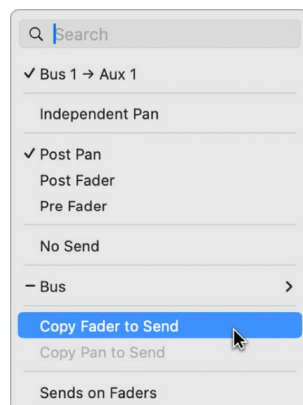 Search
✓ Bus 1 → Aux 1
Independent Pan
✓ Post Pan
Post Fader
Pre Fader
No Send
– Bus >
Copy Fader to Send
Copy Pan to Send
Sends on Faders